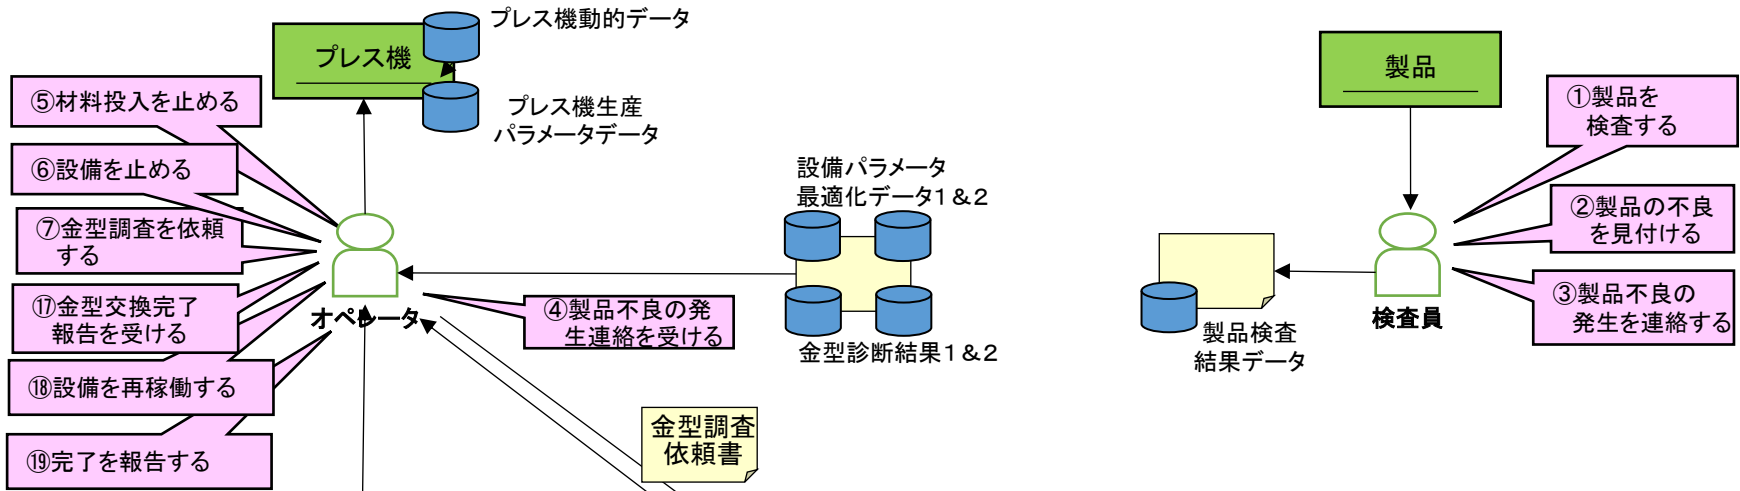 プレス機動的データ
プレス機
プレス機生産
パラメータデータ
製品
⑤材料投入を止める
⑥設備を止める
⑦金型調査を依頼
する
⑰金型交換完了
報告を受ける
⑱設備を再稼働する
⑲完了を報告する
オペレータ
④製品不良の発
生連絡を受ける
設備パラメータ
最適化データ1&2
金型診断結果1&2
金型調査
依頼書
①製品を
検査する
②製品の不良
を見付ける
③製品不良の
発生を連絡する
検査員
製品検査
結果データ